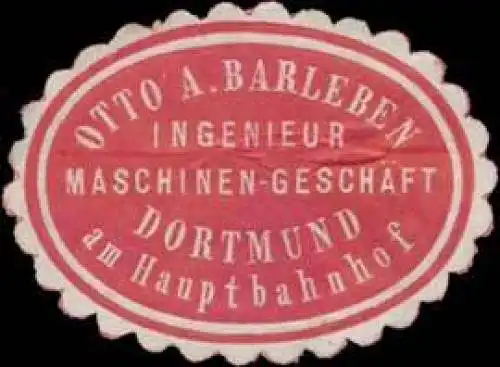 OTTO A. BARLEBEN
INGENIEUR
MASCHINEN-GESCHÄFT
DORTMUND
am Hauptbahnhof.